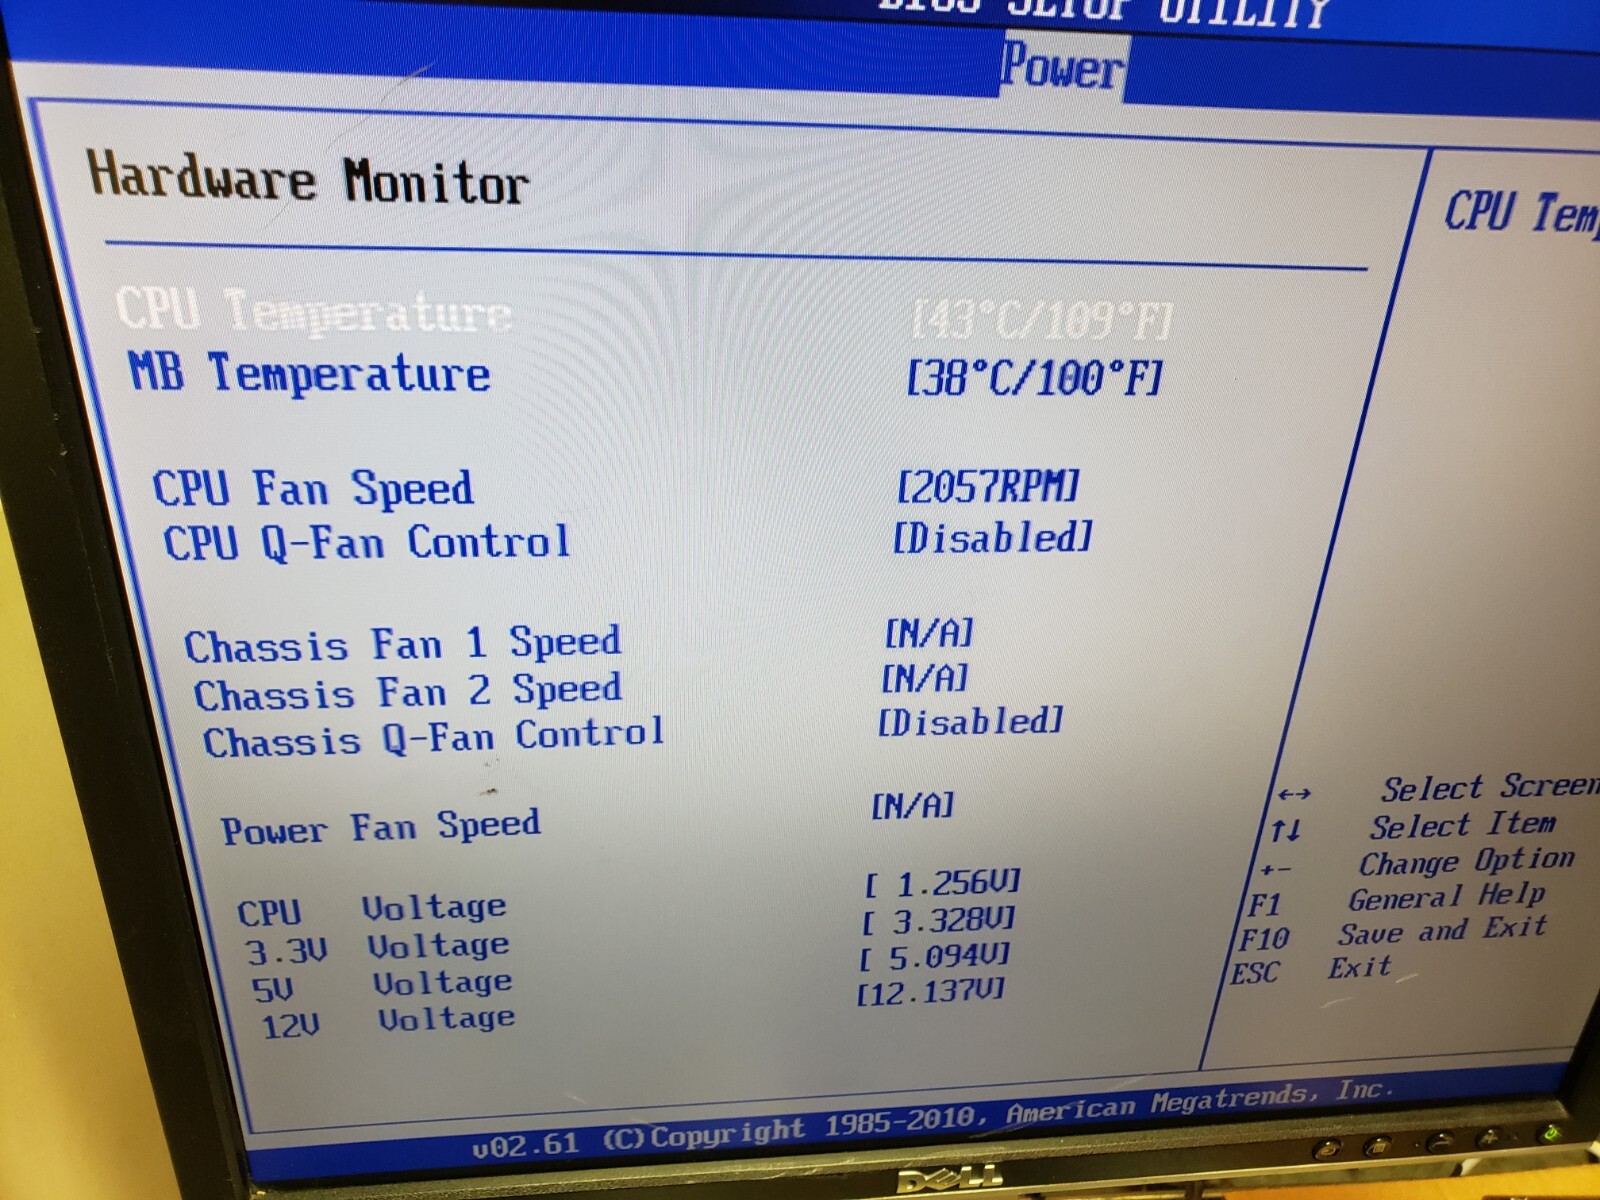 BIOS SETUP UTILITY
Power
Hardware Monitor
CPU Temperature [43°C/109°F]
MB Temperature [38°C/100°F]
CPU Fan Speed [2057RPM]
CPU Q-Fan Control [Disabled]
Chassis Fan 1 Speed [N/A]
Chassis Fan 2 Speed [N/A]
Chassis Q-Fan Control [Disabled]
Power Fan Speed [N/A]
CPU Voltage [ 1.256V]
3.3V Voltage [ 3.328V]
5V Voltage [ 5.094V]
12V Voltage [12.137V]
CPU Temp
←→ Select Screen
↑↓ Select Item
+- Change Option
F1 General Help
F10 Save and Exit
ESC Exit
v02.61 (C)Copyright 1985-2010, American Megatrends, Inc.
DELL